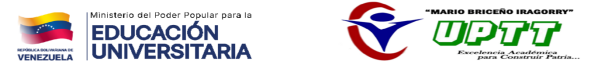 Ministerio del Poder Popular para la
EDUCACIÓN
UNIVERSITARIA
REPÚBLICA BOLIVARIANA DE
VENEZUELA
"MARIO BRICEÑO IRAGORRY"
UPTT
Excelencia Académica
para Construir Patria...